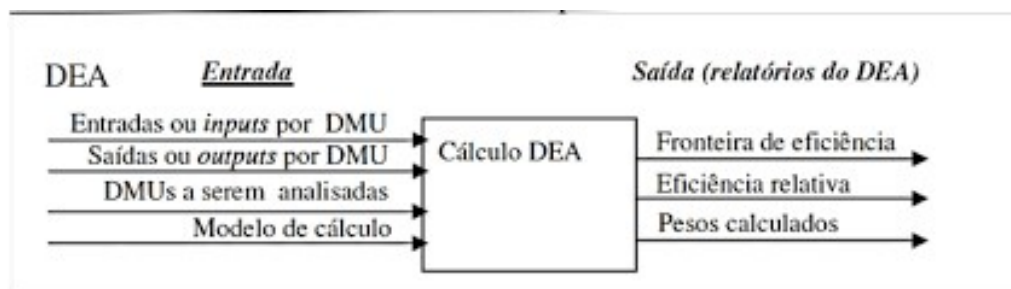 DEA
Entrada
Saída (relatórios do DEA)
Entradas ou inputs por DMU
Saídas ou outputs por DMU
DMUs a serem analisadas
Modelo de cálculo
Cálculo DEA
Fronteira de eficiência
Eficiência relativa
Pesos calculados